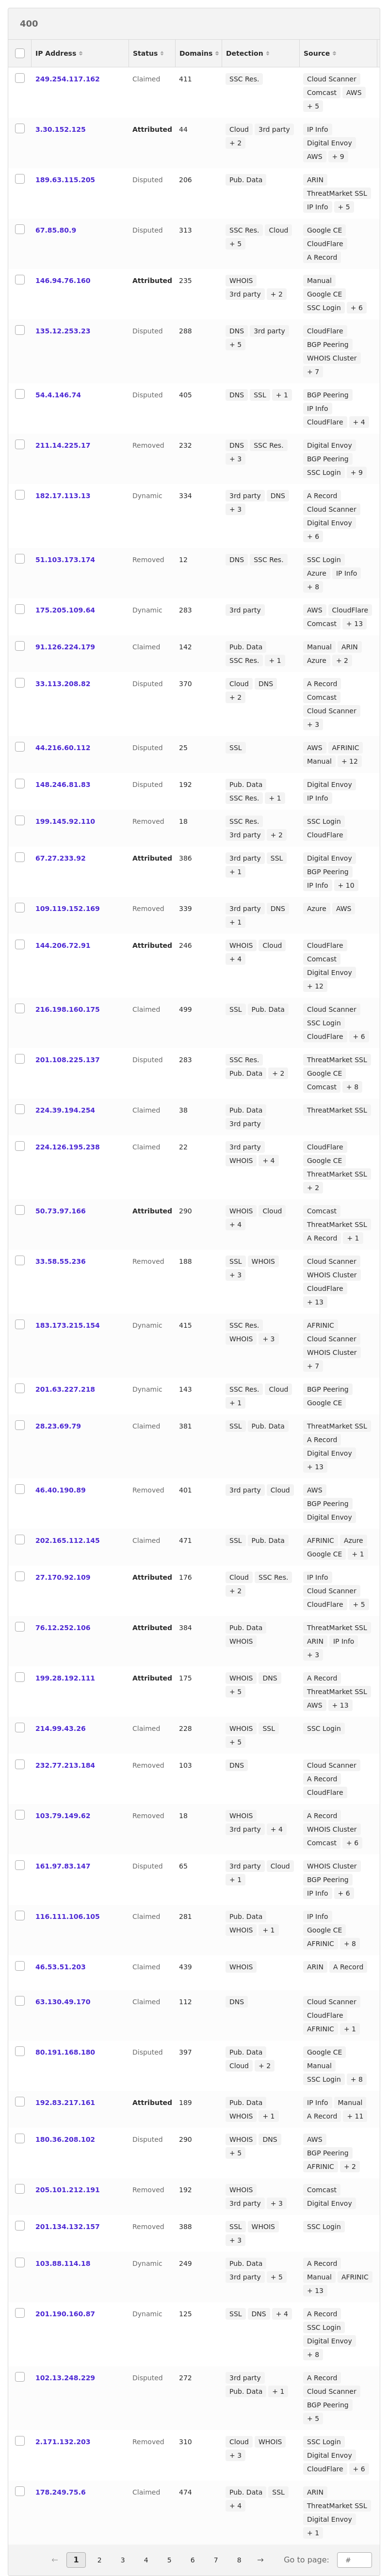 400
IP Address Status Domains Detection Source
249.254.117.162 Claimed 411 SSC Res. Cloud Scanner
Comcast AWS
+ 5
3.30.152.125 Attributed 44 Cloud 3rd party IP Info
+ 2 Digital Envoy
AWS + 9
189.63.115.205 Disputed 206 Pub. Data ARIN
ThreatMarket SSL
IP Info + 5
67.85.80.9 Disputed 313 SSC Res. Cloud Google CE
+ 5 CloudFlare
A Record
146.94.76.160 Attributed 235 WHOIS Manual
3rd party + 2 Google CE
SSC Login + 6
135.12.253.23 Disputed 288 DNS 3rd party CloudFlare
+ 5 BGP Peering
WHOIS Cluster
+ 7
54.4.146.74 Disputed 405 DNS SSL + 1 BGP Peering
IP Info
CloudFlare + 4
211.14.225.17 Removed 232 DNS SSC Res. Digital Envoy
+ 3 BGP Peering
SSC Login + 9
182.17.113.13 Dynamic 334 3rd party DNS A Record
+ 3 Cloud Scanner
Digital Envoy
+ 6
51.103.173.174 Removed 12 DNS SSC Res. SSC Login
Azure IP Info
+ 8
175.205.109.64 Dynamic 283 3rd party AWS CloudFlare
Comcast + 13
91.126.224.179 Claimed 142 Pub. Data Manual ARIN
SSC Res. + 1 Azure + 2
33.113.208.82 Disputed 370 Cloud DNS A Record
+ 2 Comcast
Cloud Scanner
+ 3
44.216.60.112 Disputed 25 SSL AWS AFRINIC
Manual + 12
148.246.81.83 Disputed 192 Pub. Data Digital Envoy
SSC Res. + 1 IP Info
199.145.92.110 Removed 18 SSC Res. SSC Login
3rd party + 2 CloudFlare
67.27.233.92 Attributed 386 3rd party SSL Digital Envoy
+ 1 BGP Peering
IP Info + 10
109.119.152.169 Removed 339 3rd party DNS Azure AWS
+ 1
144.206.72.91 Attributed 246 WHOIS Cloud CloudFlare
+ 4 Comcast
Digital Envoy
+ 12
216.198.160.175 Claimed 499 SSL Pub. Data Cloud Scanner
SSC Login
CloudFlare + 6
201.108.225.137 Disputed 283 SSC Res. ThreatMarket SSL
Pub. Data + 2 Google CE
Comcast + 8
224.39.194.254 Claimed 38 Pub. Data ThreatMarket SSL
3rd party
224.126.195.238 Claimed 22 3rd party CloudFlare
WHOIS + 4 Google CE
ThreatMarket SSL
+ 2
50.73.97.166 Attributed 290 WHOIS Cloud Comcast
+ 4 ThreatMarket SSL
A Record + 1
33.58.55.236 Removed 188 SSL WHOIS Cloud Scanner
+ 3 WHOIS Cluster
CloudFlare
+ 13
183.173.215.154 Dynamic 415 SSC Res. AFRINIC
WHOIS + 3 Cloud Scanner
WHOIS Cluster
+ 7
201.63.227.218 Dynamic 143 SSC Res. Cloud BGP Peering
+ 1 Google CE
28.23.69.79 Claimed 381 SSL Pub. Data ThreatMarket SSL
A Record
Digital Envoy
+ 13
46.40.190.89 Removed 401 3rd party Cloud AWS
BGP Peering
Digital Envoy
202.165.112.145 Claimed 471 SSL Pub. Data AFRINIC Azure
Google CE + 1
27.170.92.109 Attributed 176 Cloud SSC Res. IP Info
+ 2 Cloud Scanner
CloudFlare + 5
76.12.252.106 Attributed 384 Pub. Data ThreatMarket SSL
WHOIS ARIN IP Info
+ 3
199.28.192.111 Attributed 175 WHOIS DNS A Record
+ 5 ThreatMarket SSL
AWS + 13
214.99.43.26 Claimed 228 WHOIS SSL SSC Login
+ 5
232.77.213.184 Removed 103 DNS Cloud Scanner
A Record
CloudFlare
103.79.149.62 Removed 18 WHOIS A Record
3rd party + 4 WHOIS Cluster
Comcast + 6
161.97.83.147 Disputed 65 3rd party Cloud WHOIS Cluster
+ 1 BGP Peering
IP Info + 6
116.111.106.105 Claimed 281 Pub. Data IP Info
WHOIS + 1 Google CE
AFRINIC + 8
46.53.51.203 Claimed 439 WHOIS ARIN A Record
63.130.49.170 Claimed 112 DNS Cloud Scanner
CloudFlare
AFRINIC + 1
80.191.168.180 Disputed 397 Pub. Data Google CE
Cloud + 2 Manual
SSC Login + 8
192.83.217.161 Attributed 189 Pub. Data IP Info Manual
WHOIS + 1 A Record + 11
180.36.208.102 Disputed 290 WHOIS DNS AWS
+ 5 BGP Peering
AFRINIC + 2
205.101.212.191 Removed 192 WHOIS Comcast
3rd party + 3 Digital Envoy
201.134.132.157 Removed 388 SSL WHOIS SSC Login
+ 3
103.88.114.18 Dynamic 249 Pub. Data A Record
3rd party + 5 Manual AFRINIC
+ 13
201.190.160.87 Dynamic 125 SSL DNS + 4 A Record
SSC Login
Digital Envoy
+ 8
102.13.248.229 Disputed 272 3rd party A Record
Pub. Data + 1 Cloud Scanner
BGP Peering
+ 5
2.171.132.203 Removed 310 Cloud WHOIS SSC Login
+ 3 Digital Envoy
CloudFlare + 6
178.249.75.6 Claimed 474 Pub. Data SSL ARIN
+ 4 ThreatMarket SSL
Digital Envoy
+ 1
← 1 2 3 4 5 6 7 8 → Go to page: #